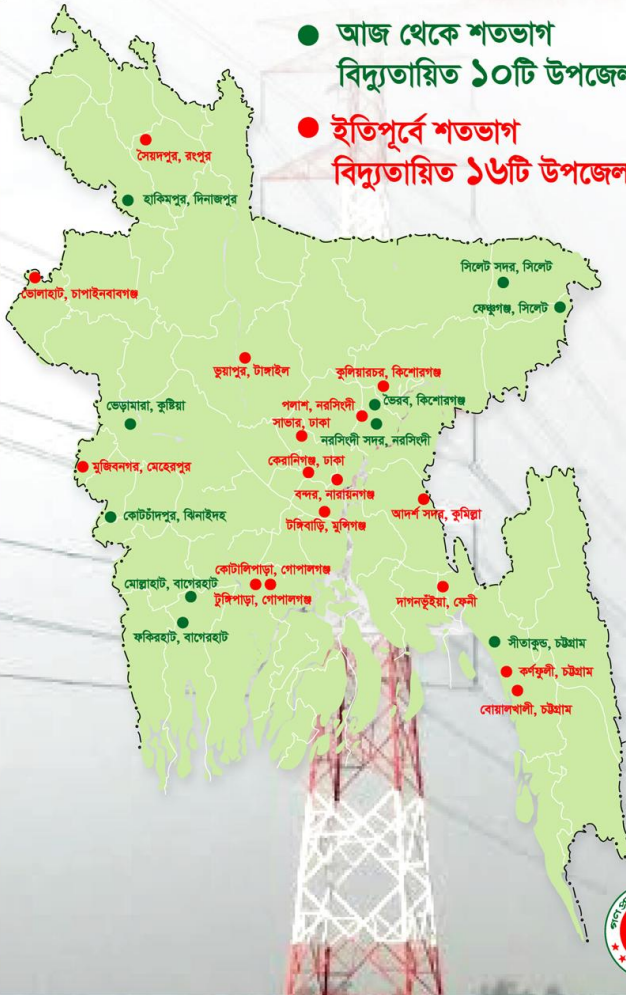 আজ থেকে শতভাগ
বিদ্যুতায়িত ১০টি উপজেল
ইতিপূর্বে শতভাগ
বিদ্যুতায়িত ১৬টি উপজেল
সৈয়দপুর, রংপুর
হাকিমপুর, দিনাজপুর
সিলেট সদর, সিলেট
ভোলাহাট, চাপাইনবাবগঞ্জ
ফেঞ্চুগঞ্জ, সিলেট
ভুয়াপুর, টাঙ্গাইল
কুলিয়ারচর, কিশোরগঞ্জ
ভেড়ামারা, কুষ্টিয়া
পলাশ, নরসিংদী
ভৈরব, কিশোরগঞ্জ
সাভার, ঢাকা
নরসিংদী সদর, নরসিংদী
মুজিবনগর, মেহেরপুর
কেরানিগঞ্জ, ঢাকা
বন্দর, নারায়নগঞ্জ
আদর্শ সদর, কুমিল্লা
কোটচাঁদপুর, ঝিনাইদহ
টঙ্গিবাড়ি, মুন্সিগঞ্জ
কোটালিপাড়া, গোপালগঞ্জ
মোল্লাহাট, বাগেরহাট
টুঙ্গিপাড়া, গোপালগঞ্জ
দাগনভূঁইয়া, ফেনী
ফকিরহাট, বাগেরহাট
সীতাকুন্ড, চট্টগ্রাম
কর্ণফুলী, চট্টগ্রাম
বোয়ালখালী, চট্টগ্রাম